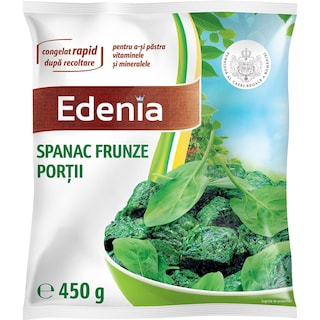 congelat rapid
după recoltare
pentru a-și păstra
vitaminele
și mineralele
Edenia
SPANAC FRUNZE
PORȚII
℮ 450 g